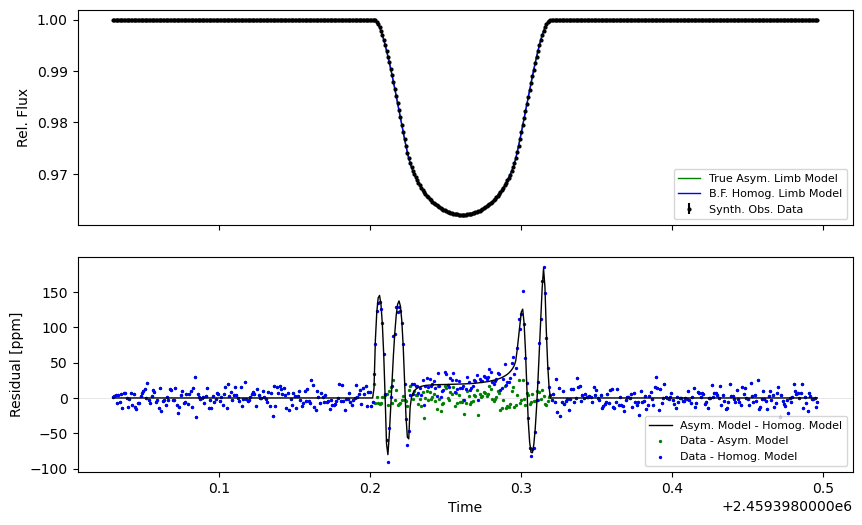 1.00
0.99
0.98
0.97
Rel. Flux
True Asym. Limb Model
B.F. Homog. Limb Model
Synth. Obs. Data
150
100
50
0
−50
−100
Residual [ppm]
Asym. Model - Homog. Model
Data - Asym. Model
Data - Homog. Model
0.1 0.2 0.3 0.4 0.5
Time
+2.4593980000e6